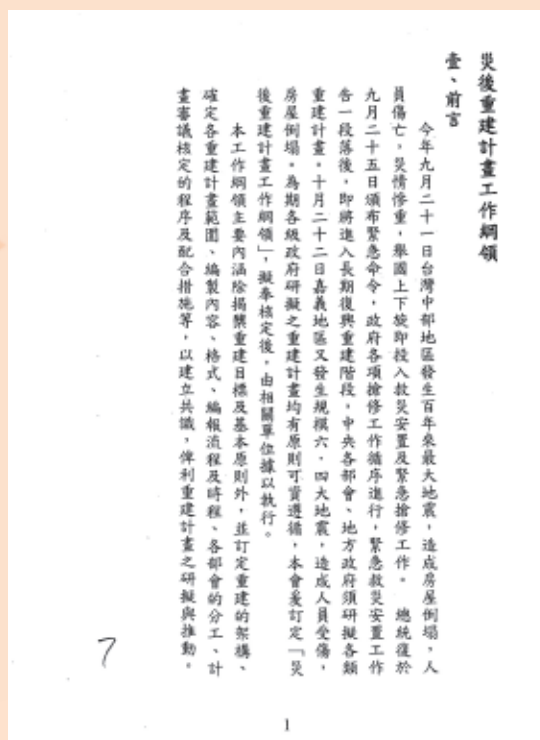 災後重建計畫工作綱領
壹、前言
今年九月二十一日台灣中部地區發生百年來最大地震，造成房屋倒塌，人
員傷亡，災情慘重，舉國上下旋即投入救災安置及緊急搶修工作。　總統復於
九月二十五日頒布緊急命令，政府各項搶修工作循序進行，緊急救災安置工作
告一段落後，即將進入長期復興重建階段，中央各部會、地方政府須研擬各類
重建計畫。十月二十二日嘉義地區又發生規模六．四大地震，造成人員受傷，
房屋倒塌。為期各級政府研擬之重建計畫均有原則可資遵循，本會爰訂定「災
後重建計畫工作綱領」，擬奉核定後，由相關單位據以執行。
本工作綱領主要內涵除揭櫫重建目標及基本原則外，並訂定重建的架構、
確定各重建計畫範圍、編製內容、格式、編報流程及時程、各部會的分工、計
畫審議核定的程序及配合措施等，以建立共識，俾利重建計畫之研擬與推動。
7
1